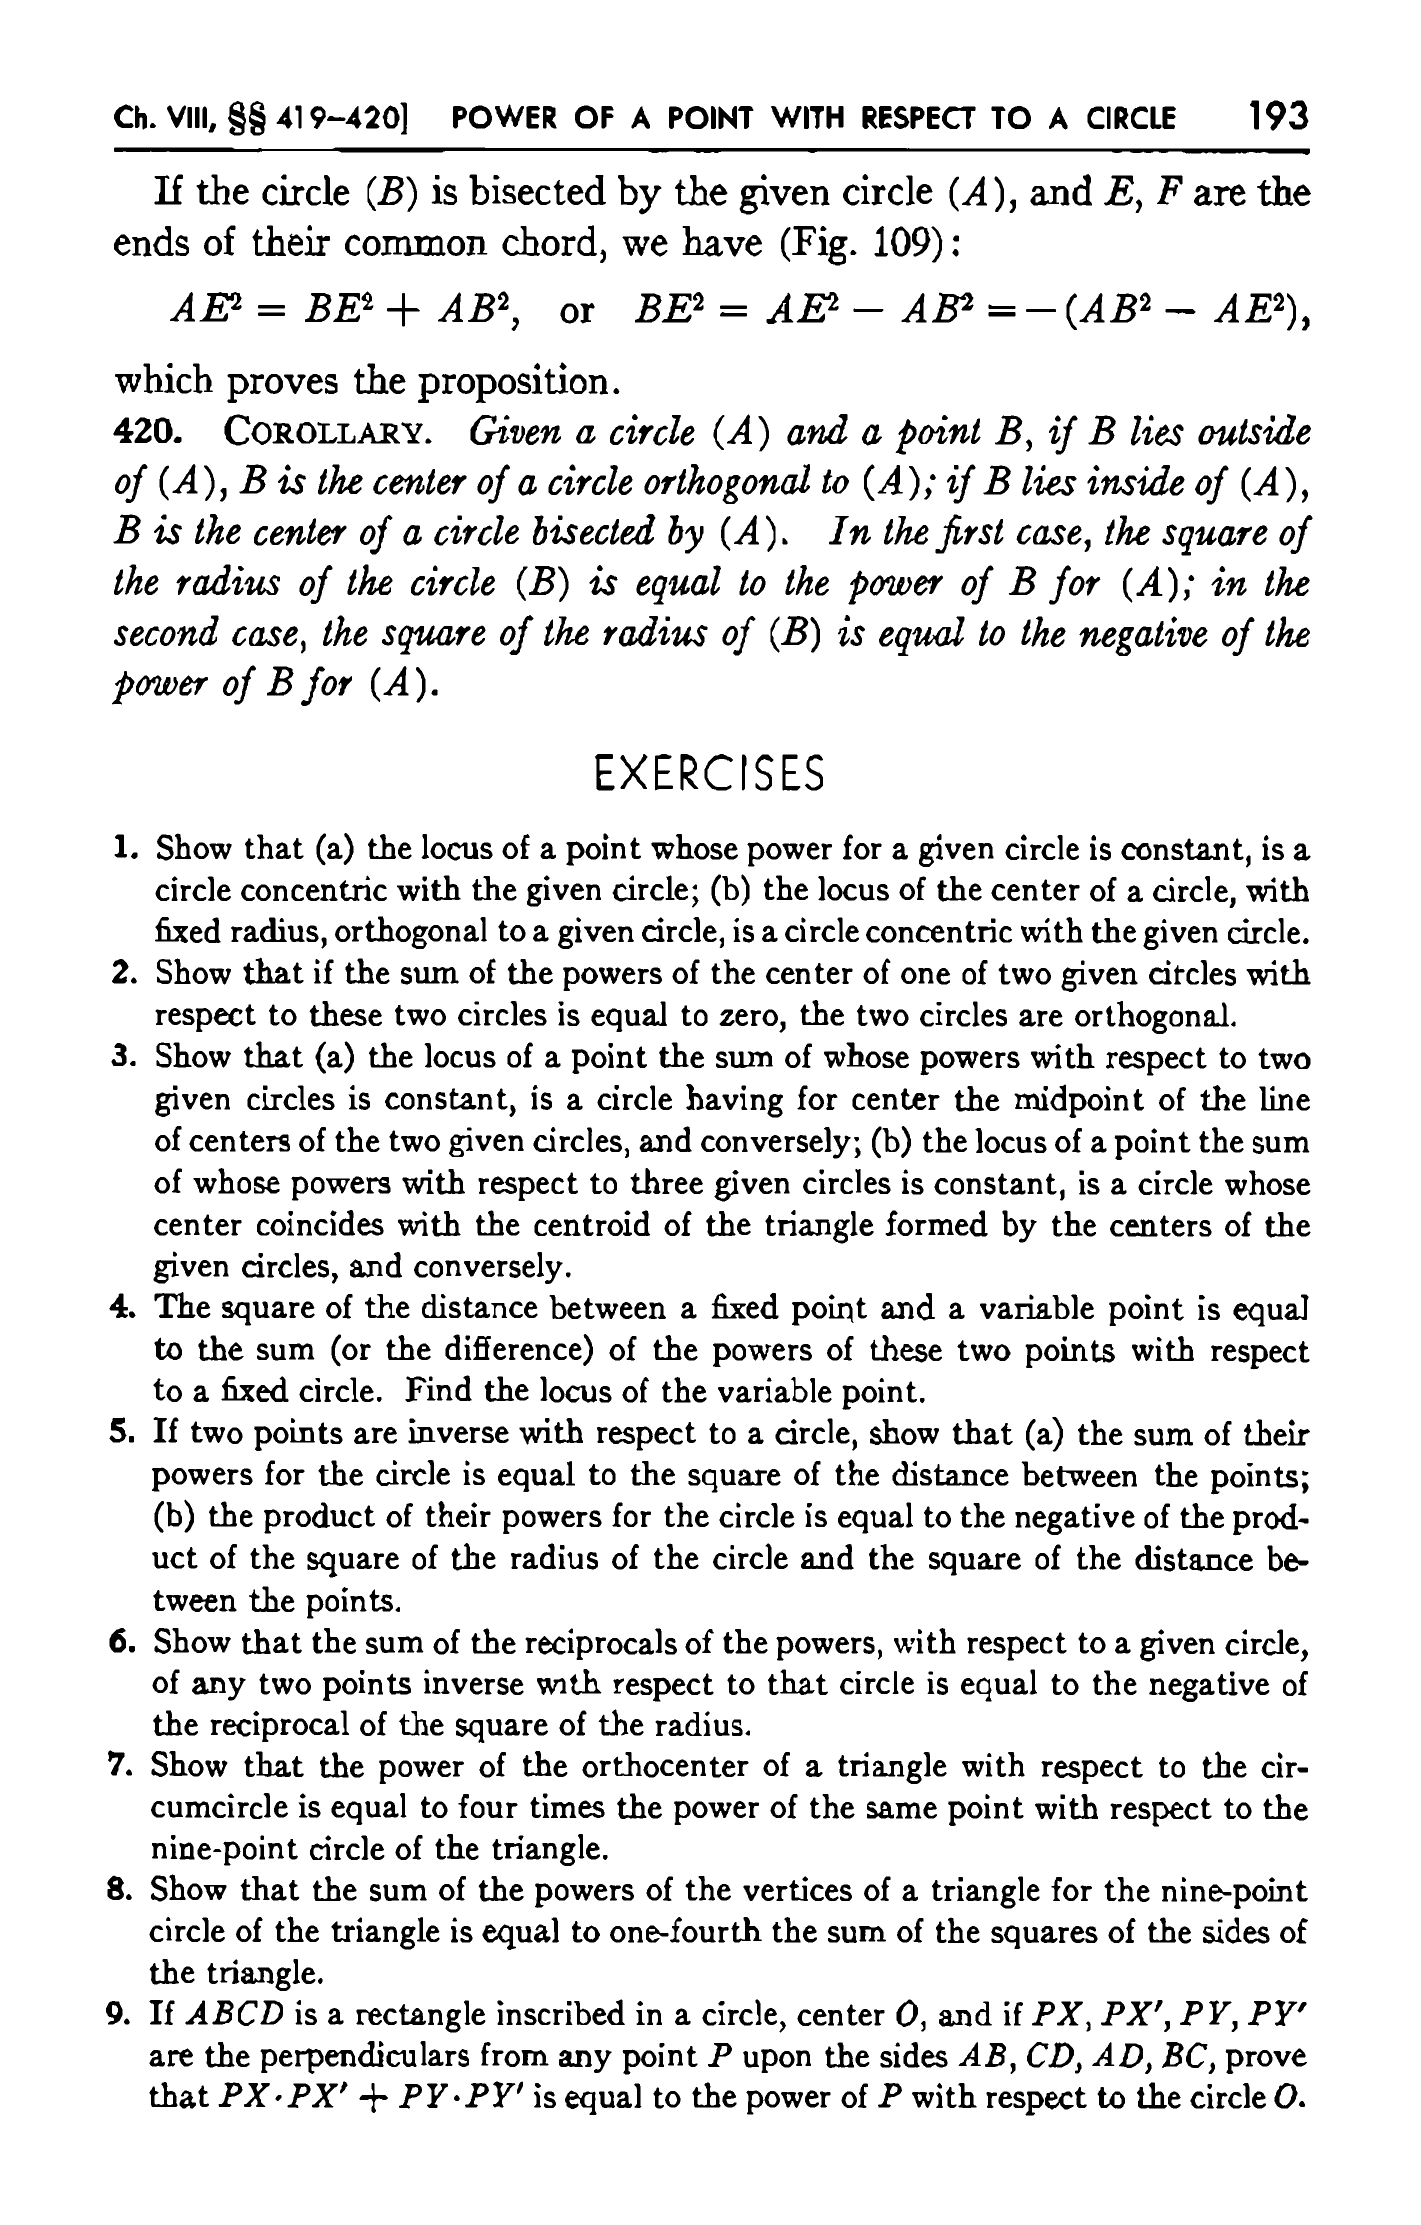 Ch. VIII, §§ 419–420] POWER OF A POINT WITH RESPECT TO A CIRCLE 193
If the circle (B) is bisected by the given circle (A), and E, F are the
ends of their common chord, we have (Fig. 109):
AE² = BE² + AB², or BE² = AE² − AB² = −(AB² − AE²),
which proves the proposition.
420. COROLLARY. Given a circle (A) and a point B, if B lies outside
of (A), B is the center of a circle orthogonal to (A); if B lies inside of (A),
B is the center of a circle bisected by (A). In the first case, the square of
the radius of the circle (B) is equal to the power of B for (A); in the
second case, the square of the radius of (B) is equal to the negative of the
power of B for (A).
EXERCISES
1. Show that (a) the locus of a point whose power for a given circle is constant, is a
circle concentric with the given circle; (b) the locus of the center of a circle, with
fixed radius, orthogonal to a given circle, is a circle concentric with the given circle.
2. Show that if the sum of the powers of the center of one of two given circles with
respect to these two circles is equal to zero, the two circles are orthogonal.
3. Show that (a) the locus of a point the sum of whose powers with respect to two
given circles is constant, is a circle having for center the midpoint of the line
of centers of the two given circles, and conversely; (b) the locus of a point the sum
of whose powers with respect to three given circles is constant, is a circle whose
center coincides with the centroid of the triangle formed by the centers of the
given circles, and conversely.
4. The square of the distance between a fixed point and a variable point is equal
to the sum (or the difference) of the powers of these two points with respect
to a fixed circle. Find the locus of the variable point.
5. If two points are inverse with respect to a circle, show that (a) the sum of their
powers for the circle is equal to the square of the distance between the points;
(b) the product of their powers for the circle is equal to the negative of the prod-
uct of the square of the radius of the circle and the square of the distance be-
tween the points.
6. Show that the sum of the reciprocals of the powers, with respect to a given circle,
of any two points inverse with respect to that circle is equal to the negative of
the reciprocal of the square of the radius.
7. Show that the power of the orthocenter of a triangle with respect to the cir-
cumcircle is equal to four times the power of the same point with respect to the
nine-point circle of the triangle.
8. Show that the sum of the powers of the vertices of a triangle for the nine-point
circle of the triangle is equal to one-fourth the sum of the squares of the sides of
the triangle.
9. If ABCD is a rectangle inscribed in a circle, center O, and if PX, PX′, PY, PY′
are the perpendiculars from any point P upon the sides AB, CD, AD, BC, prove
that PX·PX′ + PY·PY′ is equal to the power of P with respect to the circle O.